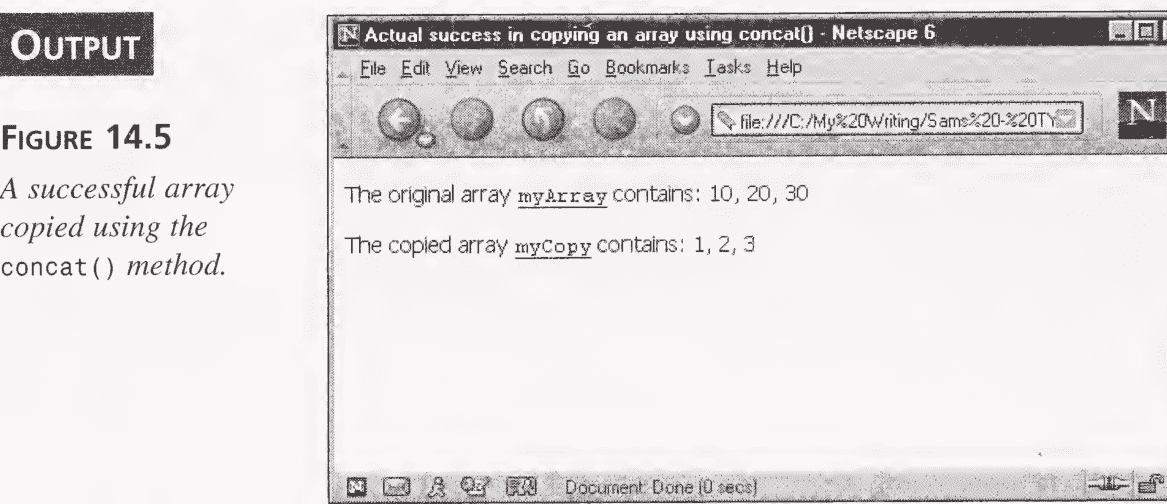 OUTPUT
FIGURE 14.5
A successful array
copied using the
concat() method.
Actual success in copying an array using concat() - Netscape 6
File Edit View Search Go Bookmarks Tasks Help
file:///C:/My%20Writing/Sams%20-%20TY
N
The original array myArray contains: 10, 20, 30
The copied array myCopy contains: 1, 2, 3
Document: Done (0 secs)